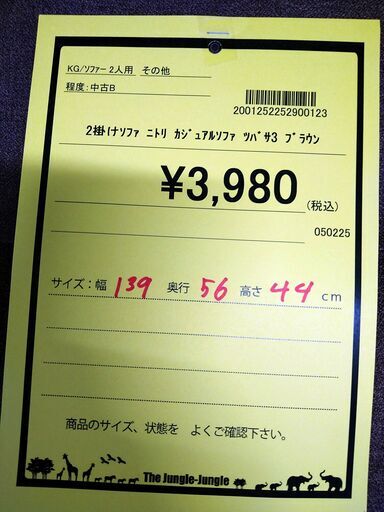 KG/ソファー 2人用 その他
程度:中古B
2001252252900123
2掛けナソファ ニトリ カジュアルソファ ツバサ3 ブラウン
¥3,980
(税込)
050225
サイズ:幅 139 奥行 56 高さ 44 cm
商品のサイズ、状態を よくご確認下さい。
The Jungle-Jungle